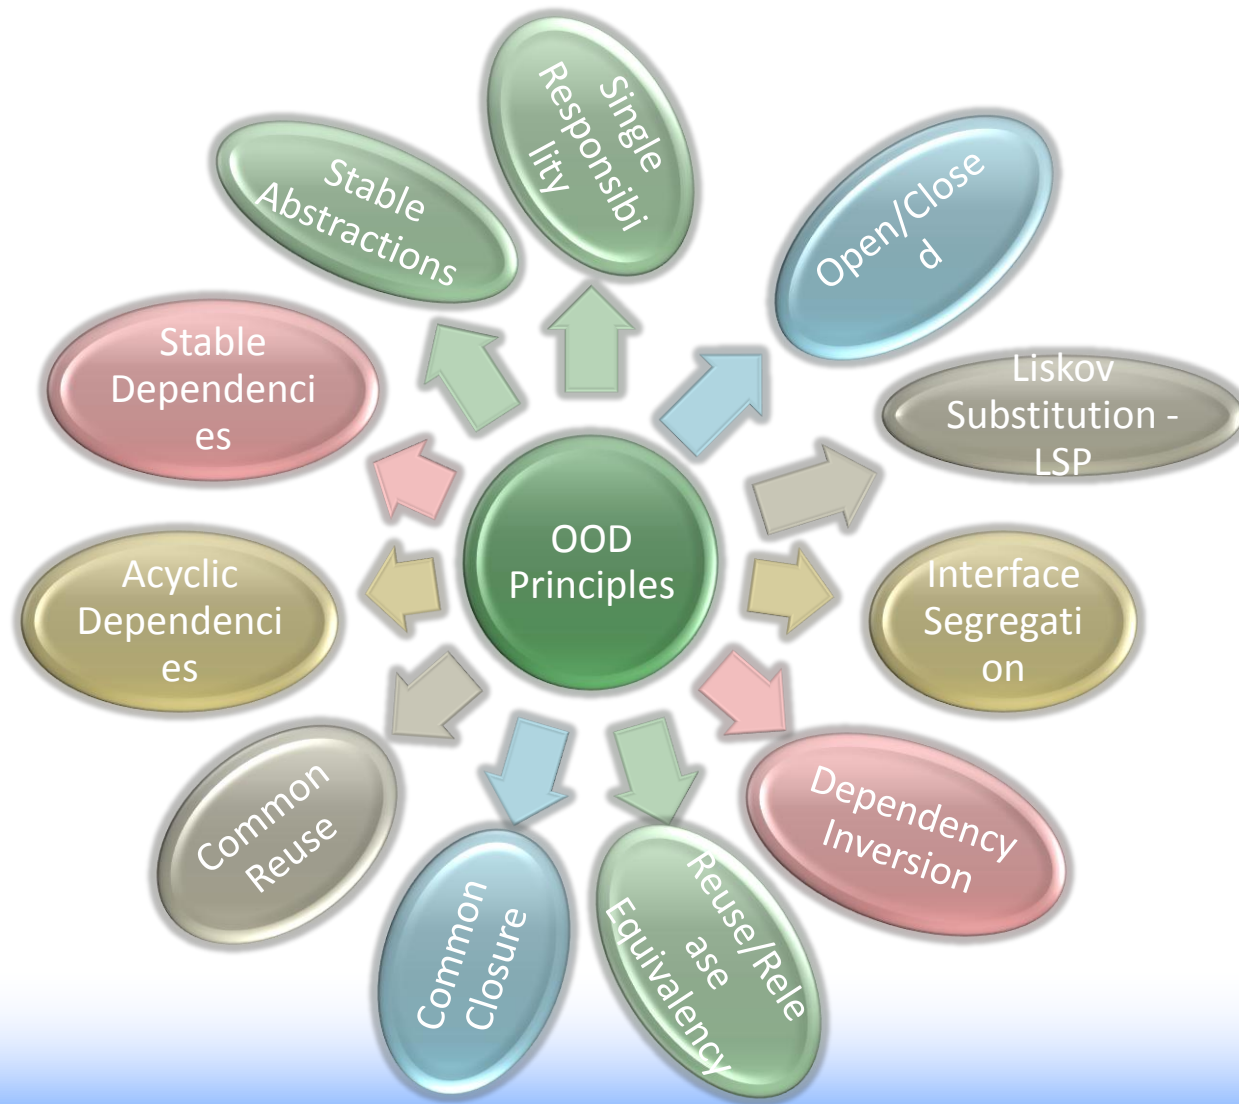 OOD
Principles
Single
Responsibi
lity
Open/Close
d
Liskov
Substitution -
LSP
Interface
Segregati
on
Dependency
Inversion
Reuse/Rele
ase
Equivalency
Common
Closure
Common
Reuse
Acyclic
Dependenci
es
Stable
Dependenci
es
Stable
Abstractions